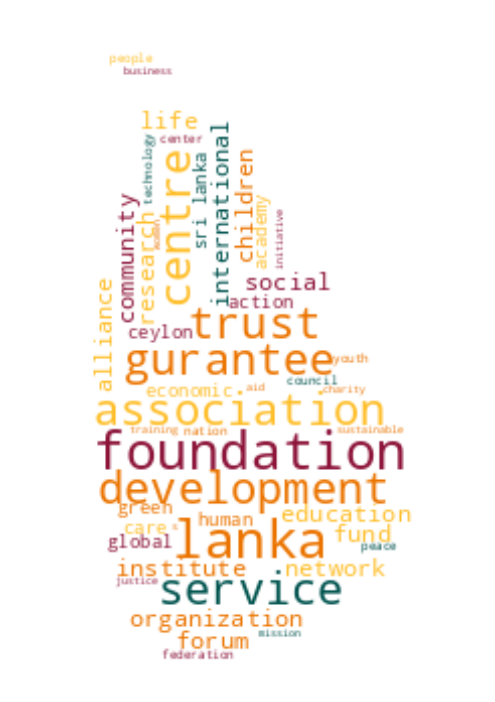 people
business
life
center
technology
centre
sri lanka
international
children
community
research
academy
initiative
social
action
alliance
ceylon
trust
gurantee
youth
council
economic
aid
charity
association
training
nation
sustainable
foundation
development
green
education
care
human
fund
global
lanka
peace
institute
network
justice
service
organization
mission
forum
federation